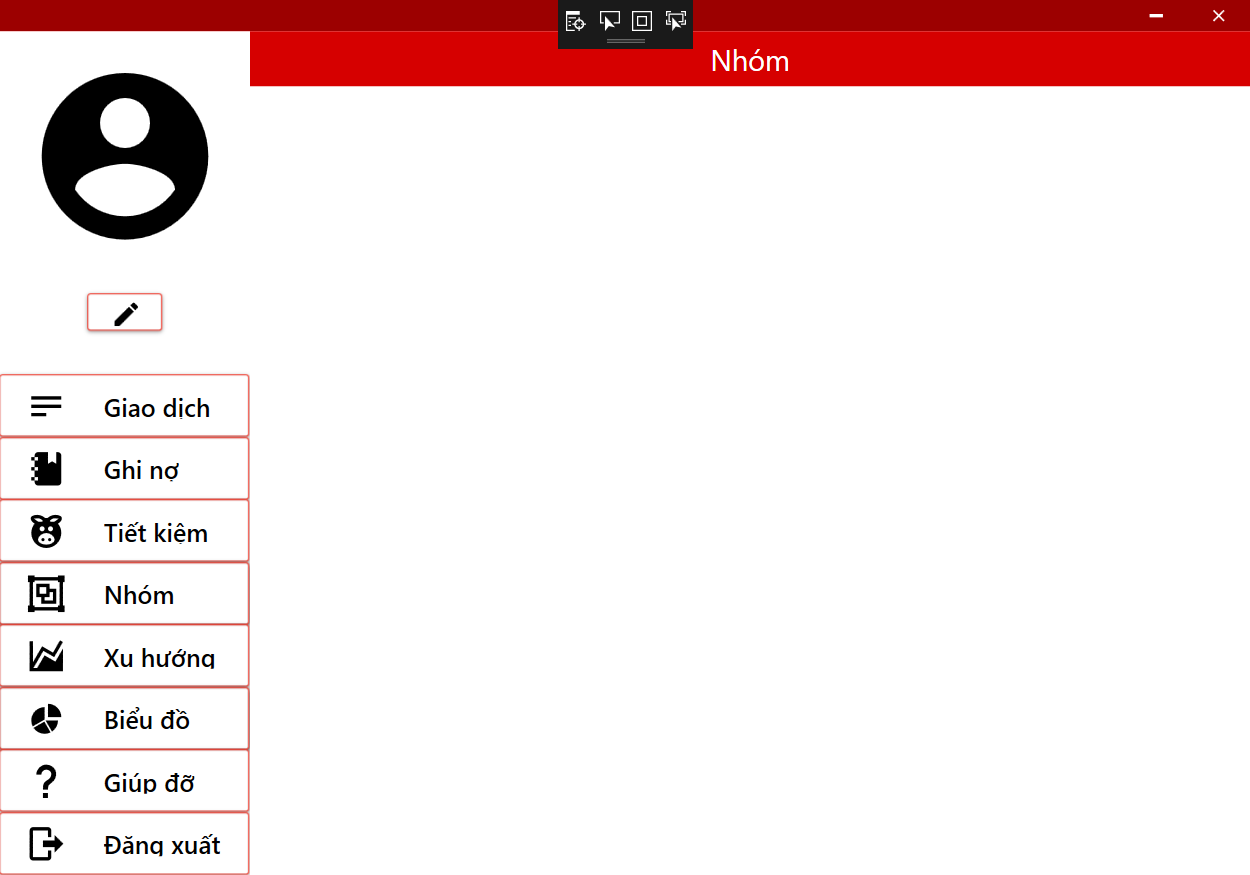 Nhóm
Giao dịch
Ghi nợ
Tiết kiệm
Nhóm
Xu hướng
Biểu đồ
Giúp đỡ
Đăng xuất